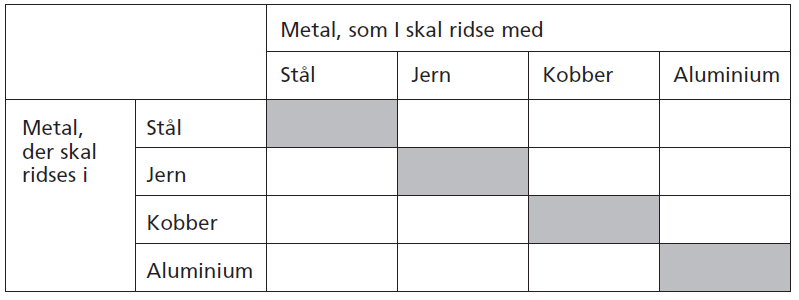 Metal, som I skal ridse med
Stål Jern Kobber Aluminium
Metal,
der skal
ridses i
Stål
Jern
Kobber
Aluminium